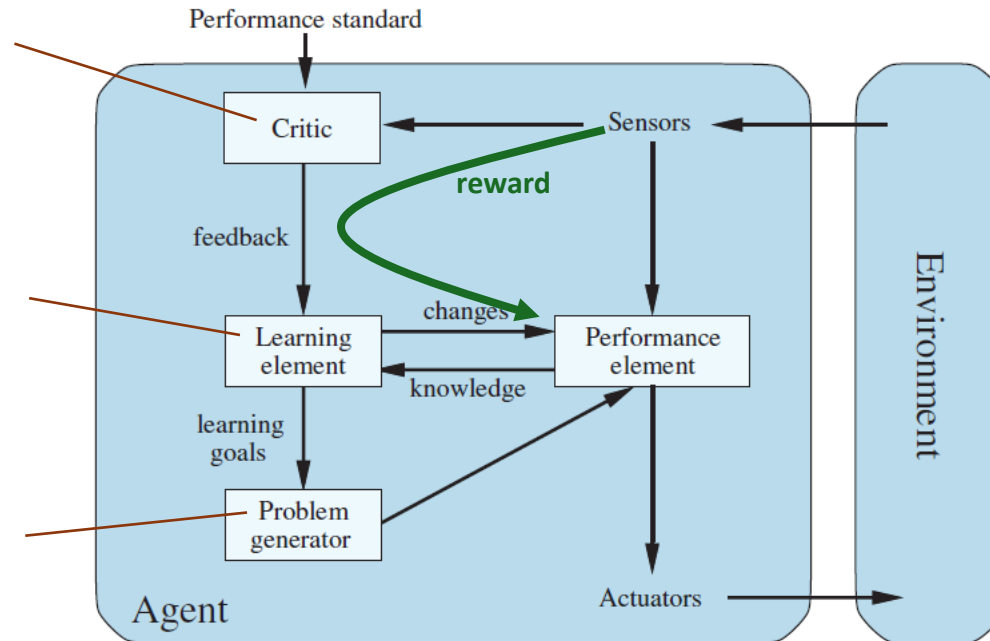 Performance standard
Critic
Sensors
reward
feedback
changes
Learning
element
Performance
element
knowledge
learning
goals
Problem
generator
Agent
Actuators
Environment